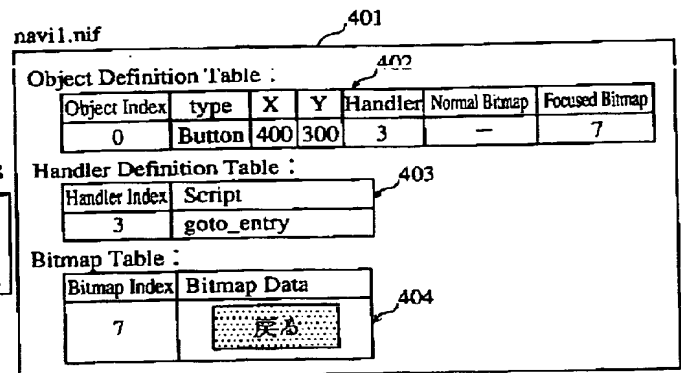 401
navi1.nif
Object Definition Table :
402
Object Index type X Y Handler Normal Bitmap Focused Bitmap
0 Button 400 300 3 — 7
Handler Definition Table :
403
Handler Index Script
3 goto_entry
Bitmap Table :
Bitmap Index Bitmap Data
404
7 戻る